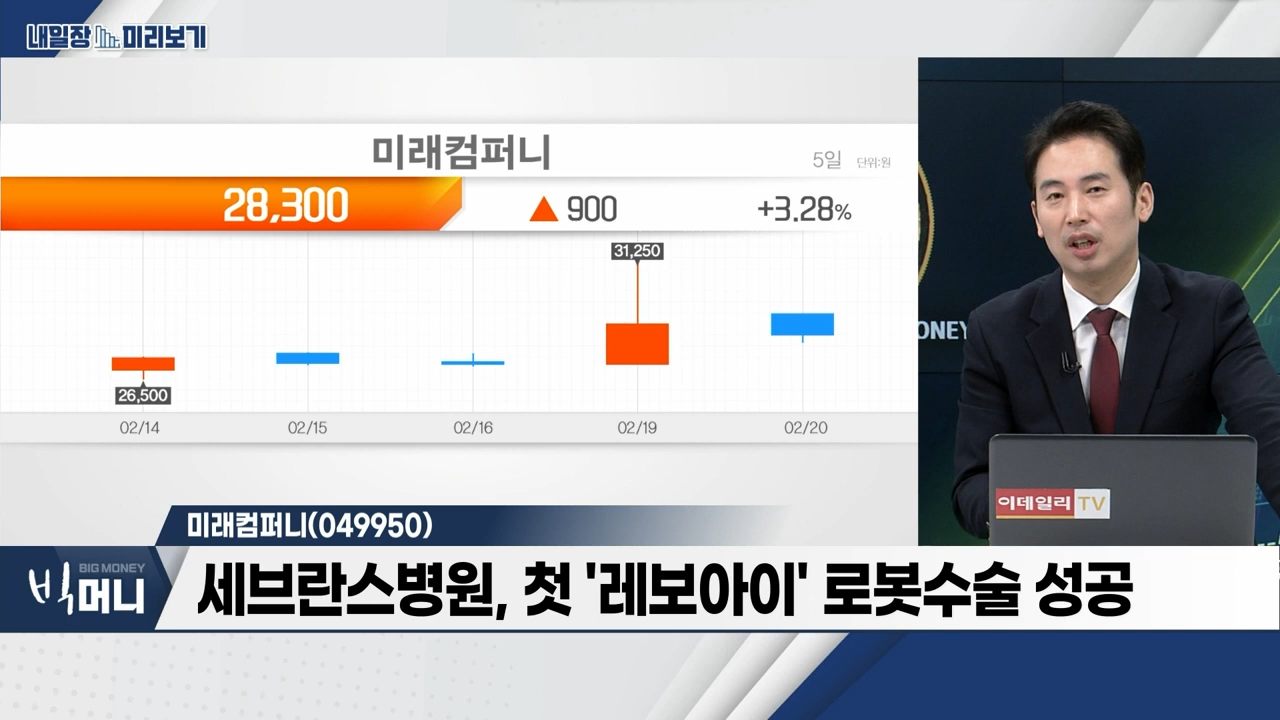 내일장 미리보기
미래컴퍼니
5일 단위:원
28,300 ▲ 900 +3.28%
31,250
26,500
02/14 02/15 02/16 02/19 02/20
ONEY
이데일리 TV
미래컴퍼니(049950)
BIG MONEY
빅머니
세브란스병원, 첫 '레보아이' 로봇수술 성공